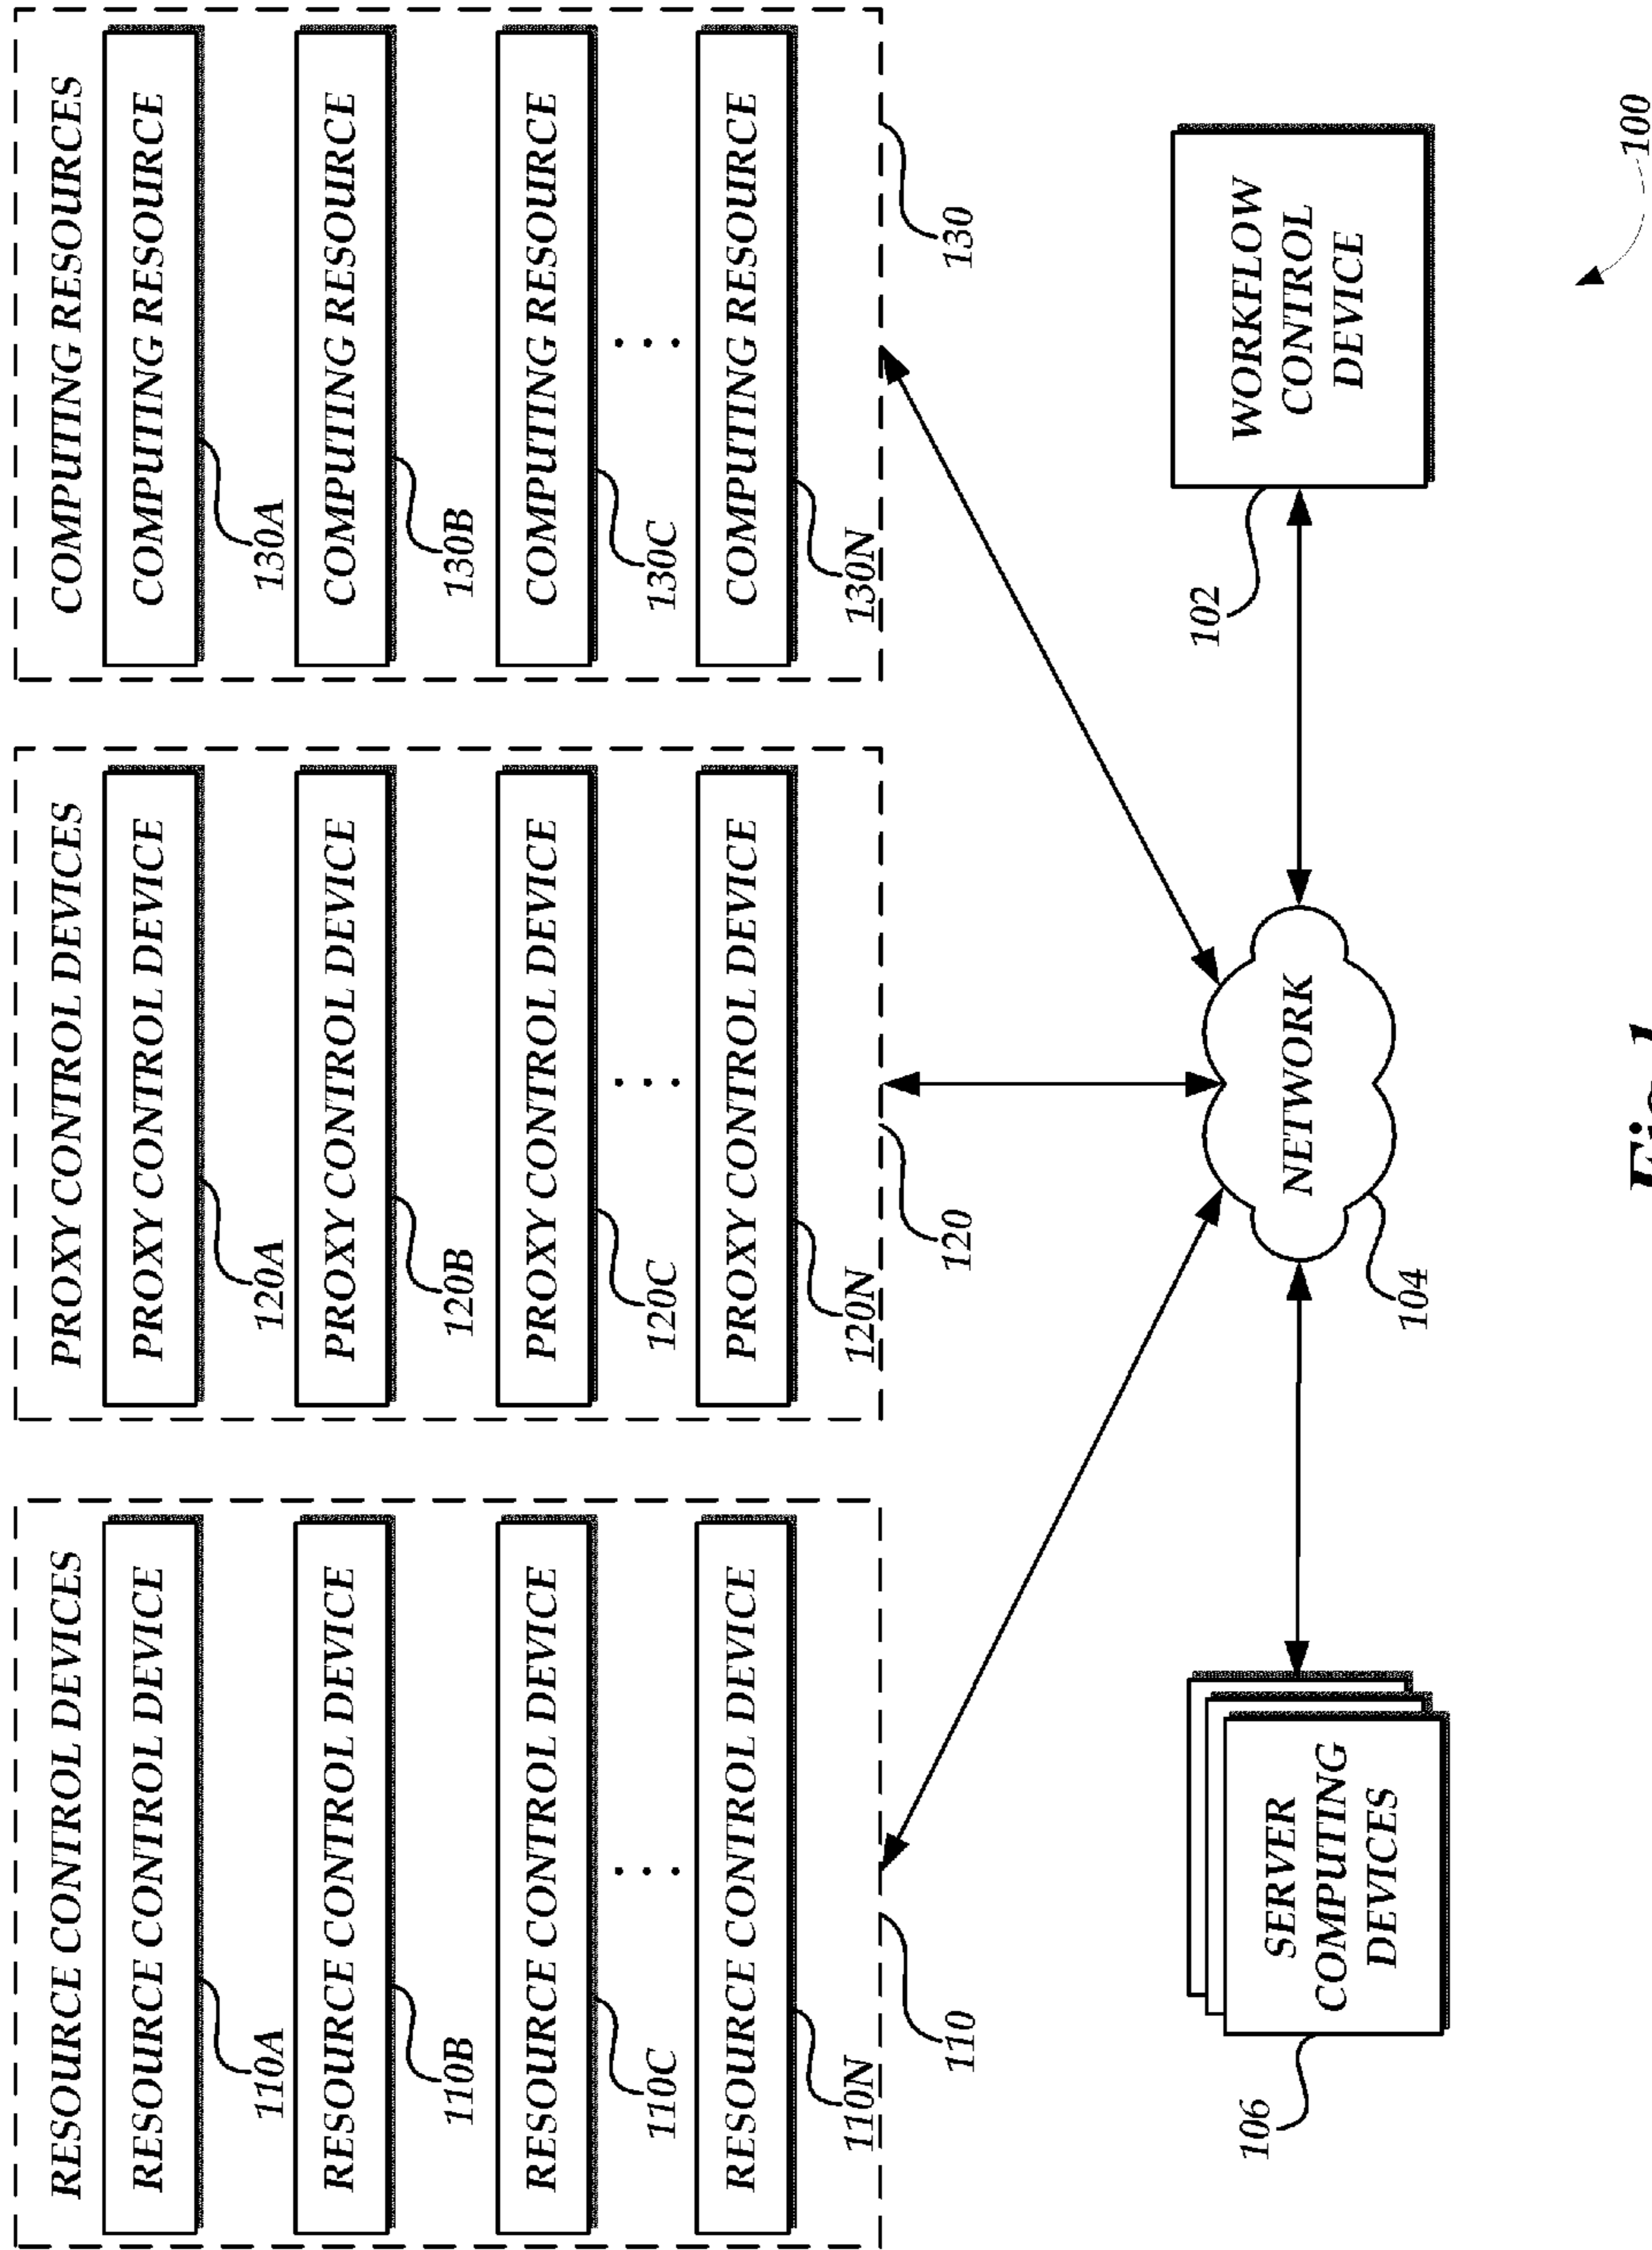 RESOURCE CONTROL DEVICES
RESOURCE CONTROL DEVICE
110A
RESOURCE CONTROL DEVICE
110B
RESOURCE CONTROL DEVICE
110C
RESOURCE CONTROL DEVICE
110N
110
PROXY CONTROL DEVICES
PROXY CONTROL DEVICE
120A
PROXY CONTROL DEVICE
120B
PROXY CONTROL DEVICE
120C
PROXY CONTROL DEVICE
120N
120
COMPUTING RESOURCES
COMPUTING RESOURCE
130A
COMPUTING RESOURCE
130B
COMPUTING RESOURCE
130C
COMPUTING RESOURCE
130N
130
106
SERVER
COMPUTING
DEVICES
NETWORK
104
102
WORKFLOW
CONTROL
DEVICE
100
Fig. 1